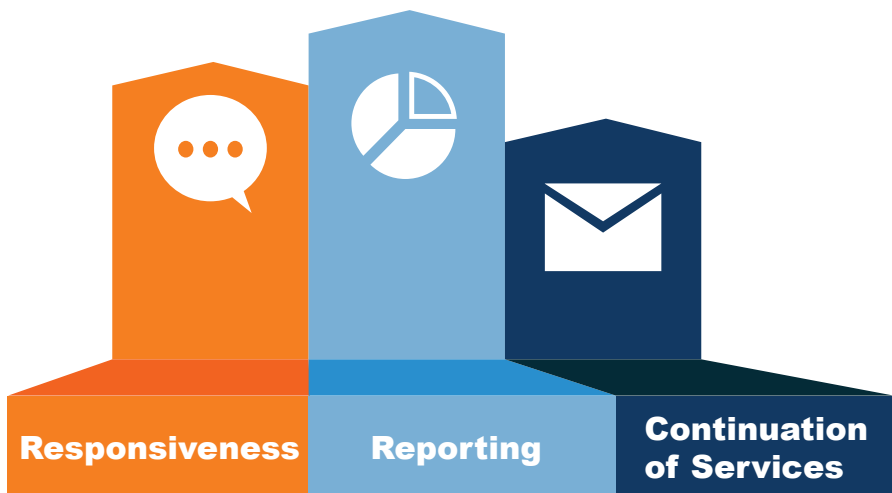 Responsiveness
Reporting
Continuation
of Services